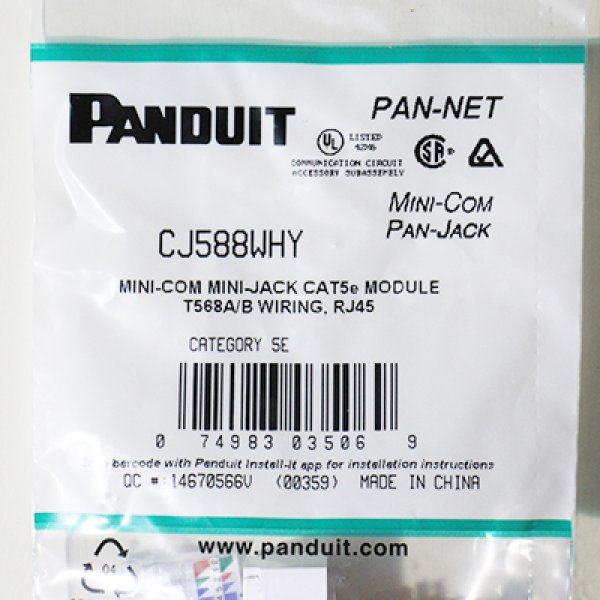 PANDUIT
PAN-NET
UL LISTED
COMMUNICATION CIRCUIT
ACCESSORY SUBASSEMBLY
MINI-COM
PAN-JACK
CJ588WHY
MINI-COM MINI-JACK CAT5e MODULE
T568A/B WIRING, RJ45
CATEGORY 5E
0 74983 03506 9
barcode with Panduit Install-It app for installation instructions
QC #: 14670566V (00359) MADE IN CHINA
www.panduit.com
04